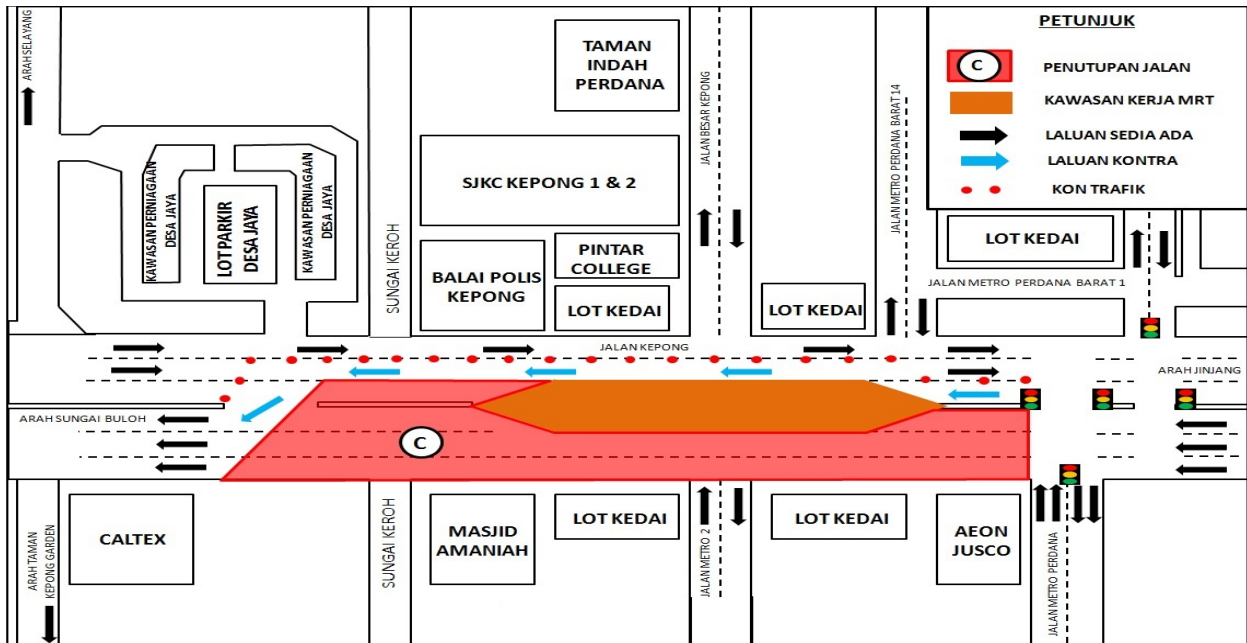 PETUNJUK
C
PENUTUPAN JALAN
KAWASAN KERJA MRT
LALUAN SEDIA ADA
LALUAN KONTRA
KON TRAFIK
ARAH SELAYANG
TAMAN
INDAH
PERDANA
JALAN BESAR KEPONG
JALAN METRO PERDANA BARAT 14
KAWASAN PERNIAGAAN
DESA JAYA
LOT PARKIR
DESA JAYA
KAWASAN PERNIAGAAN
DESA JAYA
SUNGAI KEROH
SJKC KEPONG 1 & 2
BALAI POLIS
KEPONG
PINTAR
COLLEGE
LOT KEDAI
LOT KEDAI
LOT KEDAI
JALAN METRO PERDANA BARAT 1
JALAN KEPONG
ARAH JINJANG
ARAH SUNGAI BULOH
C
ARAH TAMAN
KEPONG GARDEN
CALTEX
SUNGAI KEROH
MASJID
AMANIAH
LOT KEDAI
JALAN METRO 2
LOT KEDAI
AEON
JUSCO
JALAN METRO PERDANA